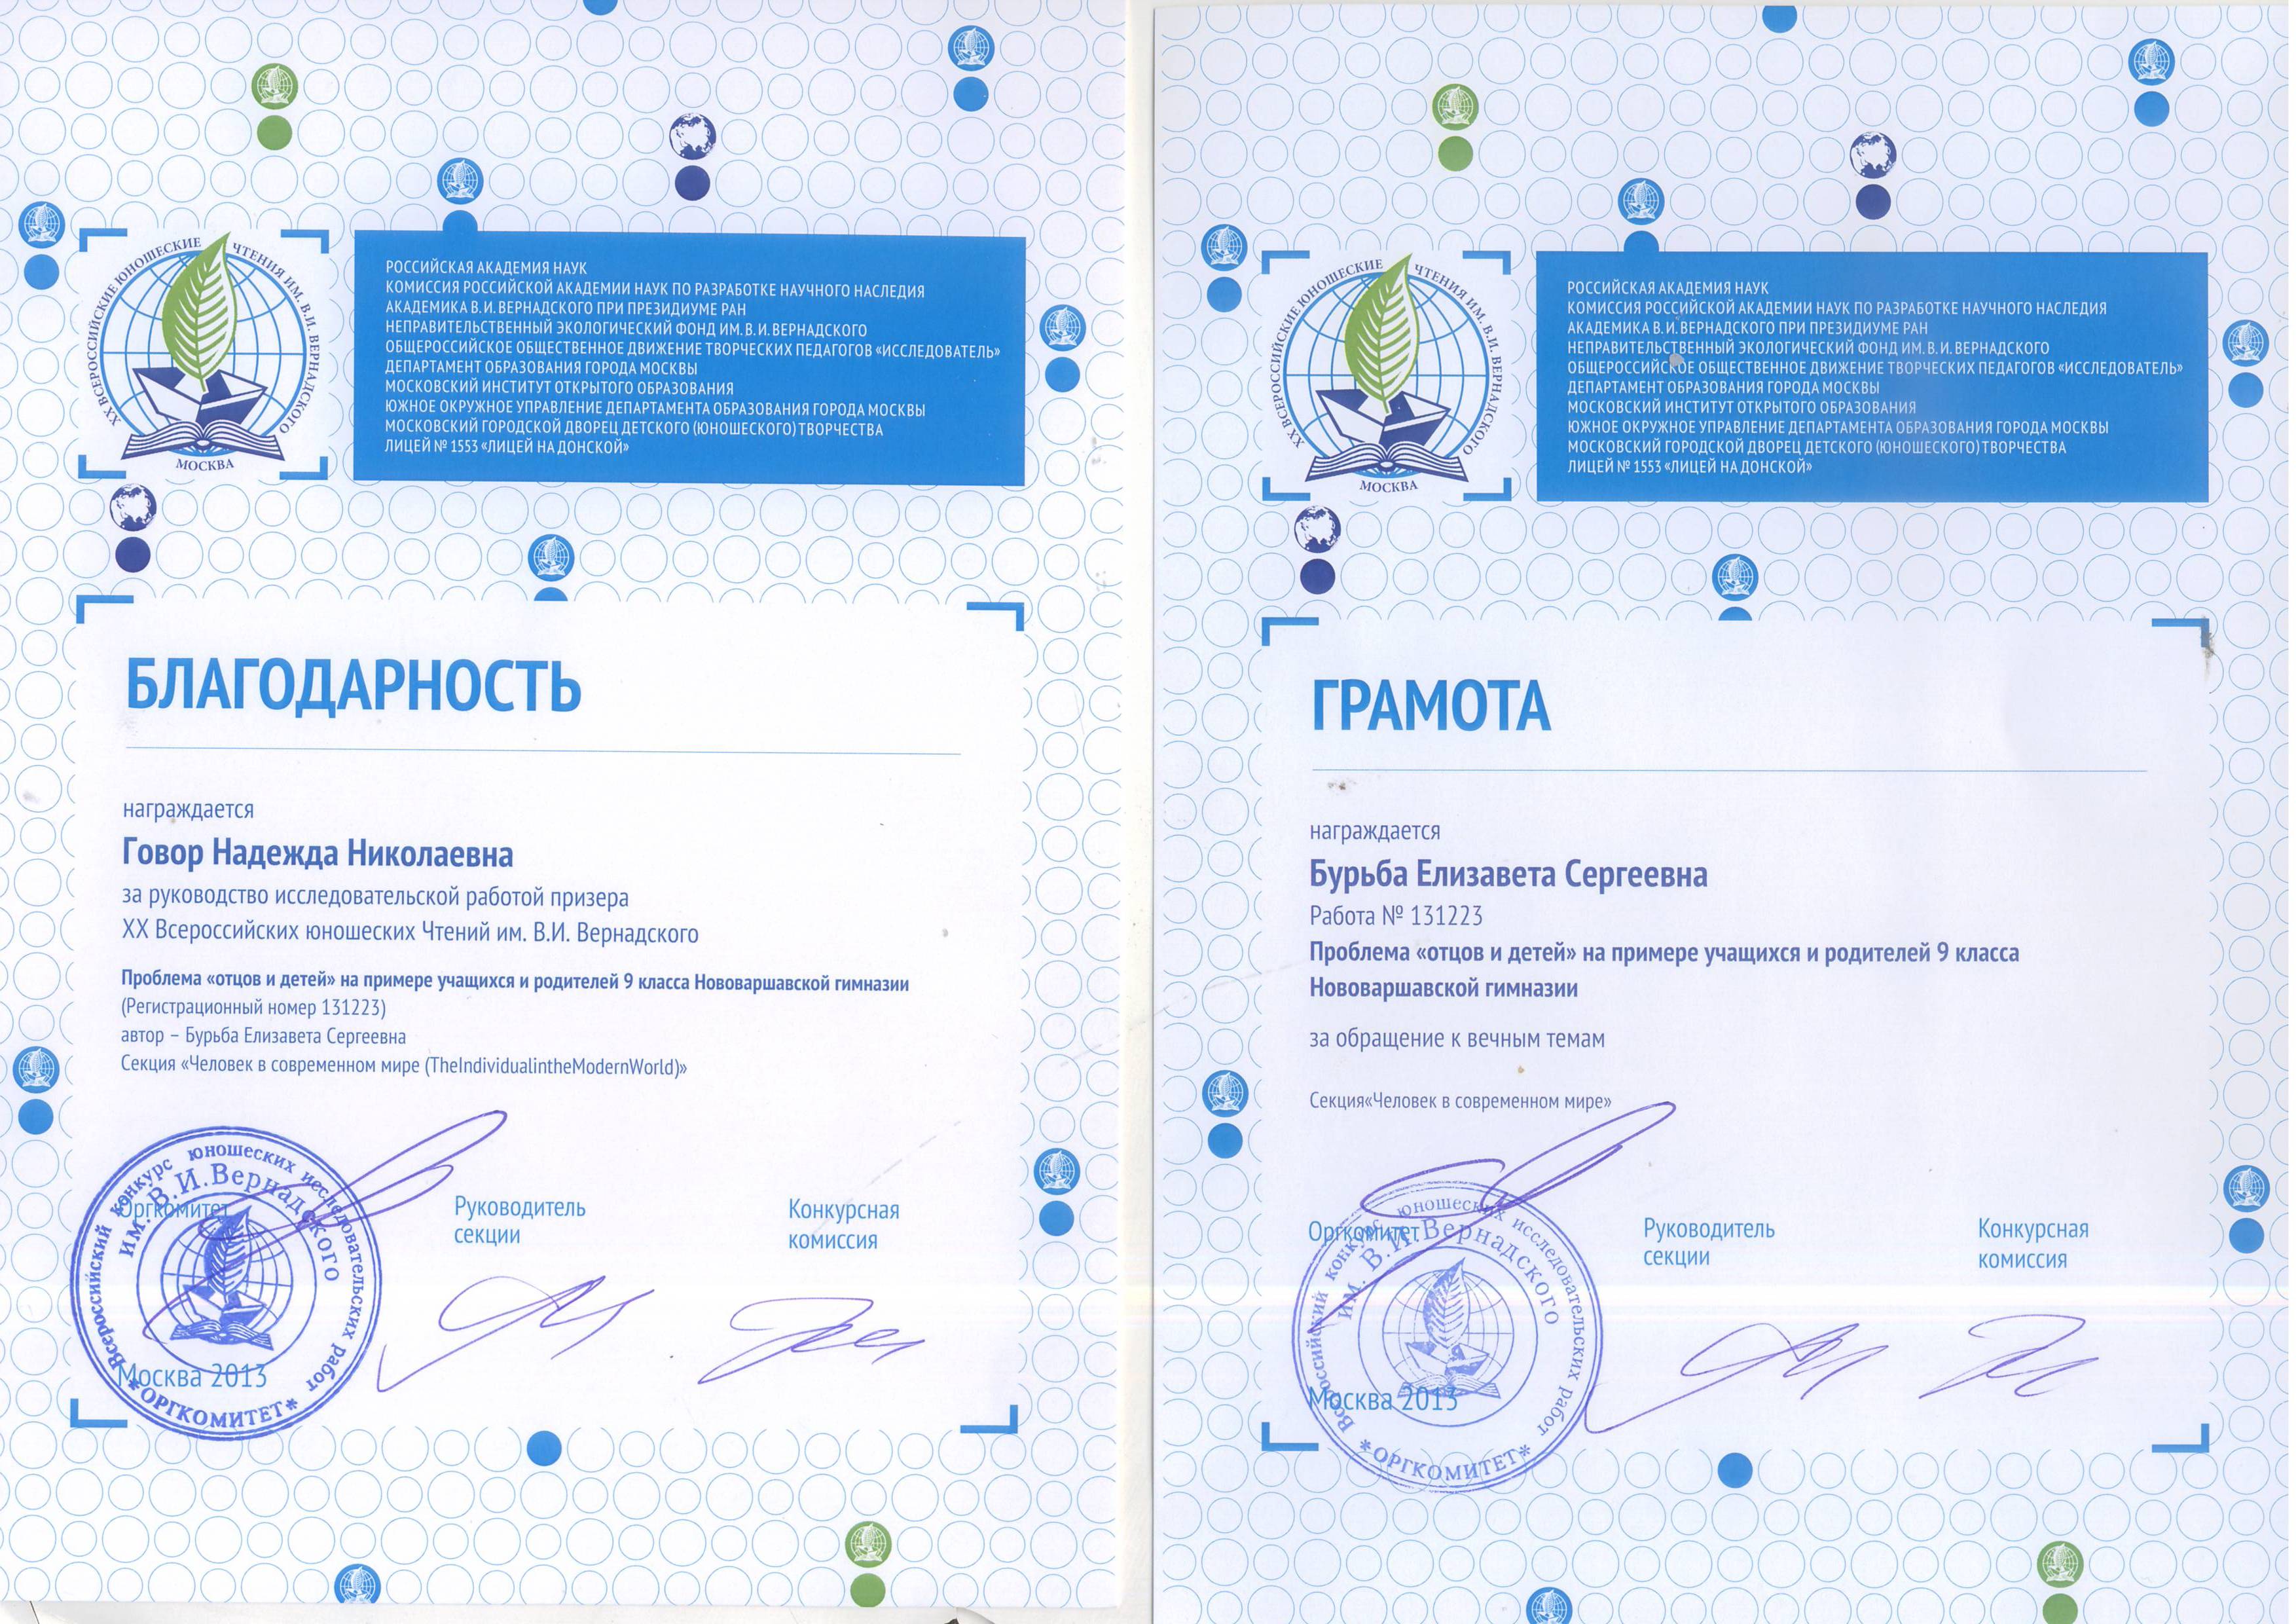 XX ВСЕРОССИЙСКИЕ ЮНОШЕСКИЕ ЧТЕНИЯ ИМ. В.И. ВЕРНАДСКОГО
МОСКВА
РОССИЙСКАЯ АКАДЕМИЯ НАУК
КОМИССИЯ РОССИЙСКОЙ АКАДЕМИИ НАУК ПО РАЗРАБОТКЕ НАУЧНОГО НАСЛЕДИЯ
АКАДЕМИКА В. И. ВЕРНАДСКОГО ПРИ ПРЕЗИДИУМЕ РАН
НЕПРАВИТЕЛЬСТВЕННЫЙ ЭКОЛОГИЧЕСКИЙ ФОНД ИМ. В. И. ВЕРНАДСКОГО
ОБЩЕРОССИЙСКОЕ ОБЩЕСТВЕННОЕ ДВИЖЕНИЕ ТВОРЧЕСКИХ ПЕДАГОГОВ «ИССЛЕДОВАТЕЛЬ»
ДЕПАРТАМЕНТ ОБРАЗОВАНИЯ ГОРОДА МОСКВЫ
МОСКОВСКИЙ ИНСТИТУТ ОТКРЫТОГО ОБРАЗОВАНИЯ
ЮЖНОЕ ОКРУЖНОЕ УПРАВЛЕНИЕ ДЕПАРТАМЕНТА ОБРАЗОВАНИЯ ГОРОДА МОСКВЫ
МОСКОВСКИЙ ГОРОДСКОЙ ДВОРЕЦ ДЕТСКОГО (ЮНОШЕСКОГО) ТВОРЧЕСТВА
ЛИЦЕЙ № 1553 «ЛИЦЕЙ НА ДОНСКОЙ»
БЛАГОДАРНОСТЬ
награждается
Говор Надежда Николаевна
за руководство исследовательской работой призера
XX Всероссийских юношеских Чтений им. В.И. Вернадского
Проблема «отцов и детей» на примере учащихся и родителей 9 класса Нововаршавской гимназии
(Регистрационный номер 131223)
автор – Бурьба Елизавета Сергеевна
Секция «Человек в современном мире (TheIndividualintheModernWorld)»
Оргкомитет
Руководитель
секции
Конкурсная
комиссия
Всероссийский конкурс юношеских исследовательских работ
им. В.И.Вернадского
*ОРГКОМИТЕТ*
Москва 2013
XX ВСЕРОССИЙСКИЕ ЮНОШЕСКИЕ ЧТЕНИЯ ИМ. В.И. ВЕРНАДСКОГО
МОСКВА
РОССИЙСКАЯ АКАДЕМИЯ НАУК
КОМИССИЯ РОССИЙСКОЙ АКАДЕМИИ НАУК ПО РАЗРАБОТКЕ НАУЧНОГО НАСЛЕДИЯ
АКАДЕМИКА В. И. ВЕРНАДСКОГО ПРИ ПРЕЗИДИУМЕ РАН
НЕПРАВИТЕЛЬСТВЕННЫЙ ЭКОЛОГИЧЕСКИЙ ФОНД ИМ. В. И. ВЕРНАДСКОГО
ОБЩЕРОССИЙСКОЕ ОБЩЕСТВЕННОЕ ДВИЖЕНИЕ ТВОРЧЕСКИХ ПЕДАГОГОВ «ИССЛЕДОВАТЕЛЬ»
ДЕПАРТАМЕНТ ОБРАЗОВАНИЯ ГОРОДА МОСКВЫ
МОСКОВСКИЙ ИНСТИТУТ ОТКРЫТОГО ОБРАЗОВАНИЯ
ЮЖНОЕ ОКРУЖНОЕ УПРАВЛЕНИЕ ДЕПАРТАМЕНТА ОБРАЗОВАНИЯ ГОРОДА МОСКВЫ
МОСКОВСКИЙ ГОРОДСКОЙ ДВОРЕЦ ДЕТСКОГО (ЮНОШЕСКОГО) ТВОРЧЕСТВА
ЛИЦЕЙ № 1553 «ЛИЦЕЙ НА ДОНСКОЙ»
ГРАМОТА
награждается
Бурьба Елизавета Сергеевна
Работа № 131223
Проблема «отцов и детей» на примере учащихся и родителей 9 класса
Нововаршавской гимназии
за обращение к вечным темам
Секция«Человек в современном мире»
Оргкомитет
Руководитель
секции
Конкурсная
комиссия
Всероссийский конкурс юношеских исследовательских работ
им. В.И.Вернадского
*ОРГКОМИТЕТ*
Москва 2013